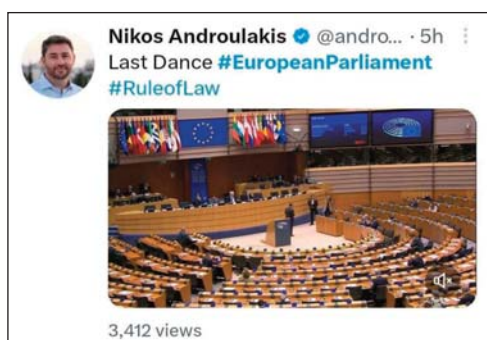 Nikos Androulakis @andro... · 5h
Last Dance #EuropeanParliament
#RuleofLaw
3,412 views